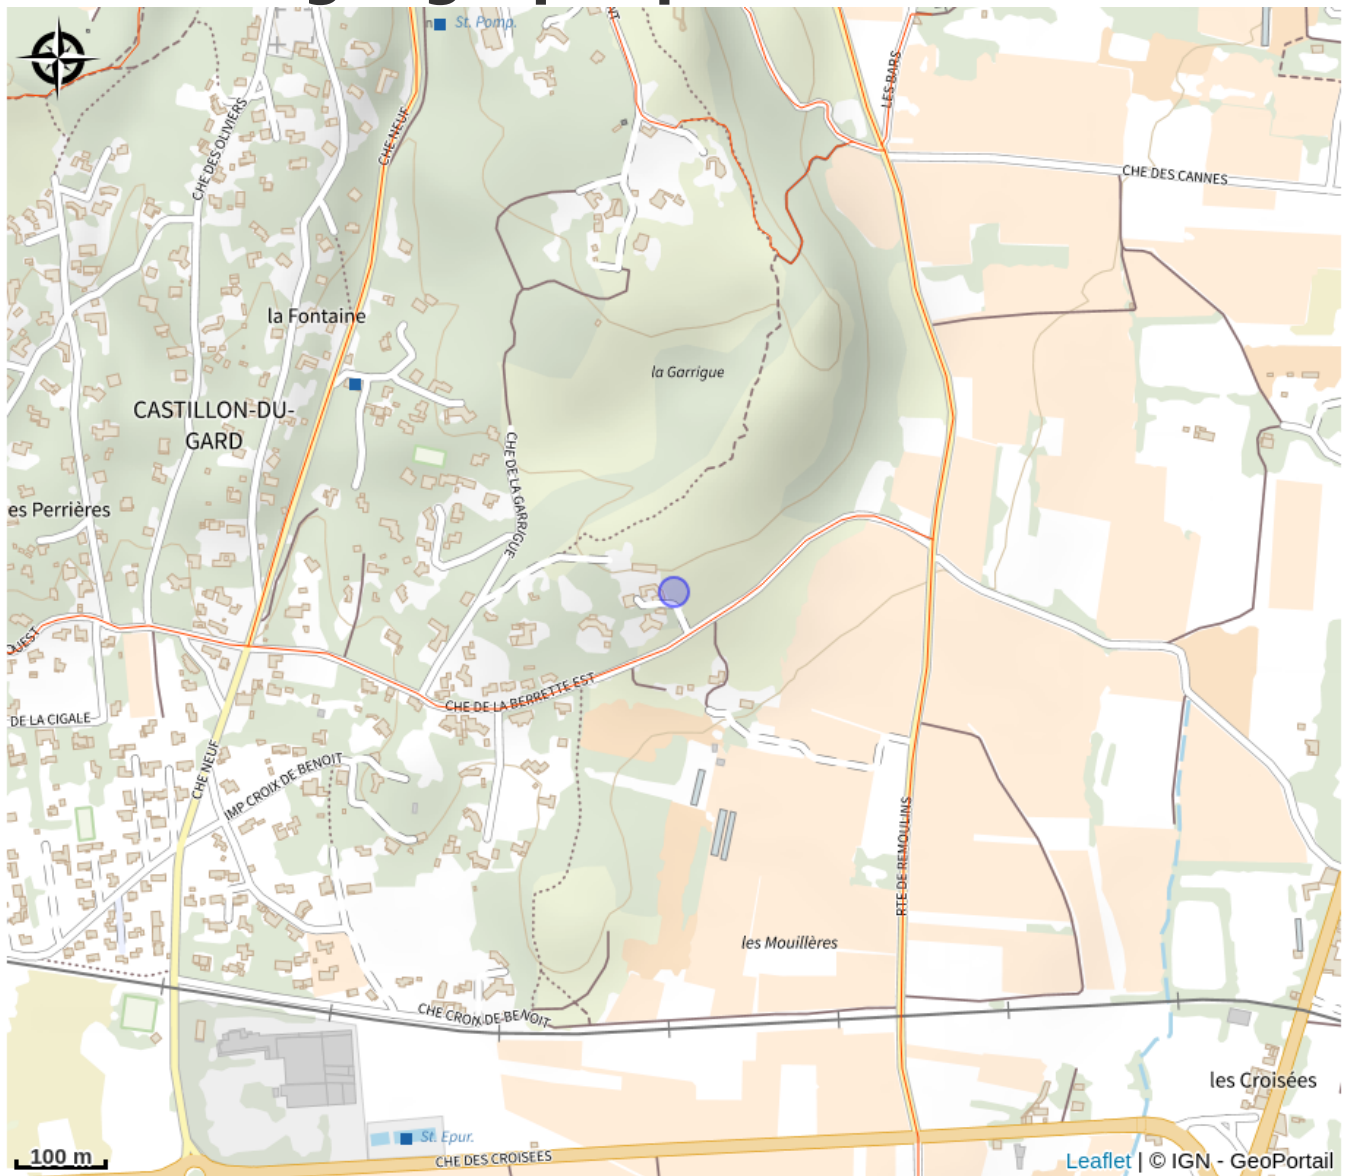 St. Pomp.
LES BARS
CHE DES OLIVIERS
CHE NEUF
CHE DES CANNES
la Fontaine
la Garrigue
CASTILLON-DU-
GARD
CHE DE LA GARRIGUE
es Perrières
OUEST
CHE DE LA BERRETTE EST
DE LA CIGALE
CHE NEUF
IMP CROIX DE BENOIT
RTE DE REMOULINS
les Mouillères
CHE CROIX DE BENOIT
les Croisées
St. Epur.
CHE DES CROISEES
100 m
Leaflet | © IGN - GeoPortail